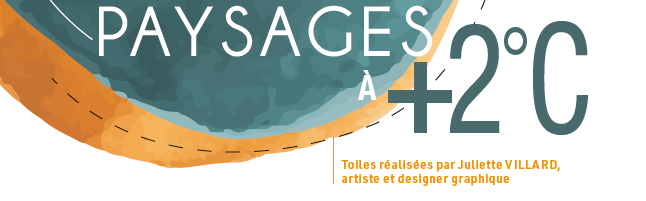 PAYSAGES
À +2°C
Toiles réalisées par Juliette VILLARD,
artiste et designer graphique